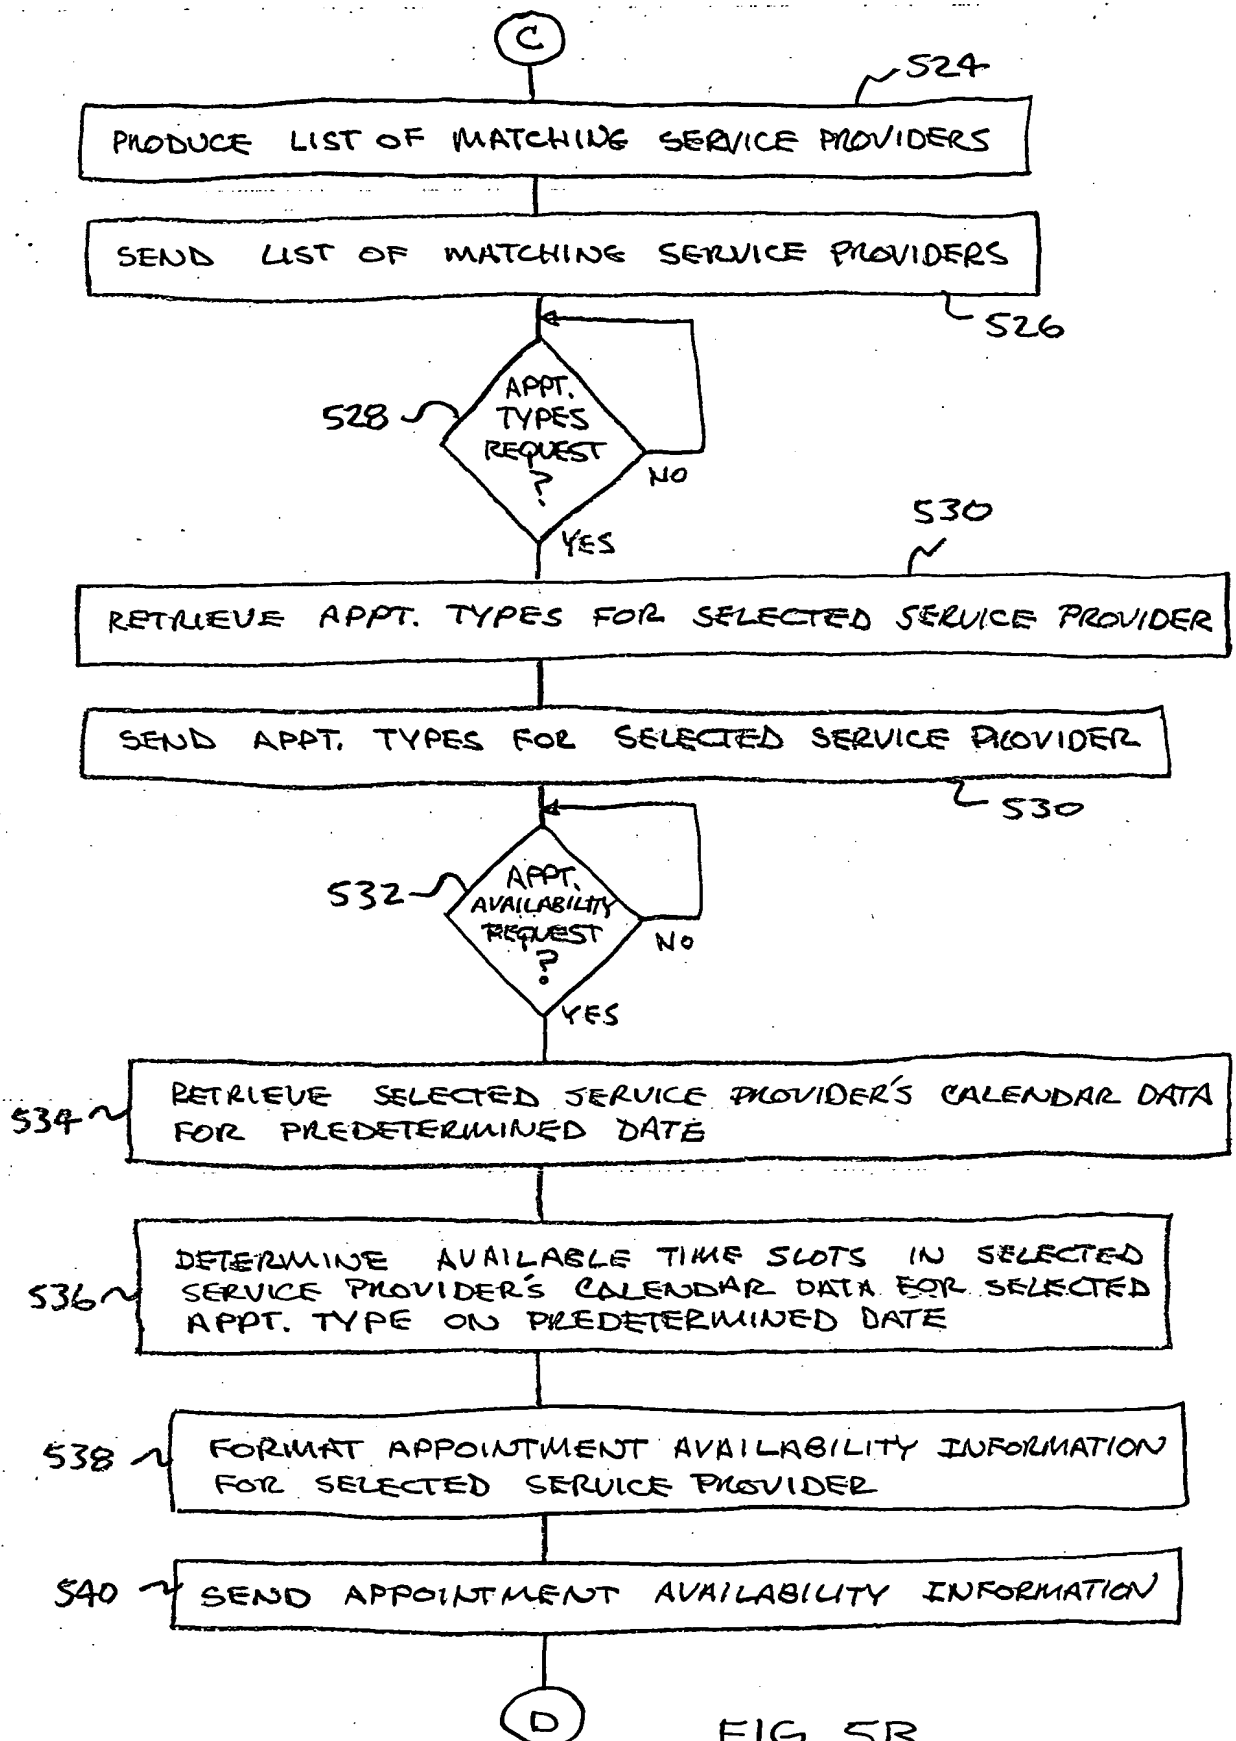 C
524
PRODUCE LIST OF MATCHING SERVICE PROVIDERS
SEND LIST OF MATCHING SERVICE PROVIDERS
526
528
APPT.
TYPES
REQUEST
?
NO
YES
530
RETRIEVE APPT. TYPES FOR SELECTED SERVICE PROVIDER
SEND APPT. TYPES FOR SELECTED SERVICE PROVIDER
530
532
APPT.
AVAILABILITY
REQUEST
?
NO
YES
534
RETRIEVE SELECTED SERVICE PROVIDER'S CALENDAR DATA
FOR PREDETERMINED DATE
536
DETERMINE AVAILABLE TIME SLOTS IN SELECTED
SERVICE PROVIDER'S CALENDAR DATA FOR SELECTED
APPT. TYPE ON PREDETERMINED DATE
538
FORMAT APPOINTMENT AVAILABILITY INFORMATION
FOR SELECTED SERVICE PROVIDER
540
SEND APPOINTMENT AVAILABILITY INFORMATION
D
FIG 5B